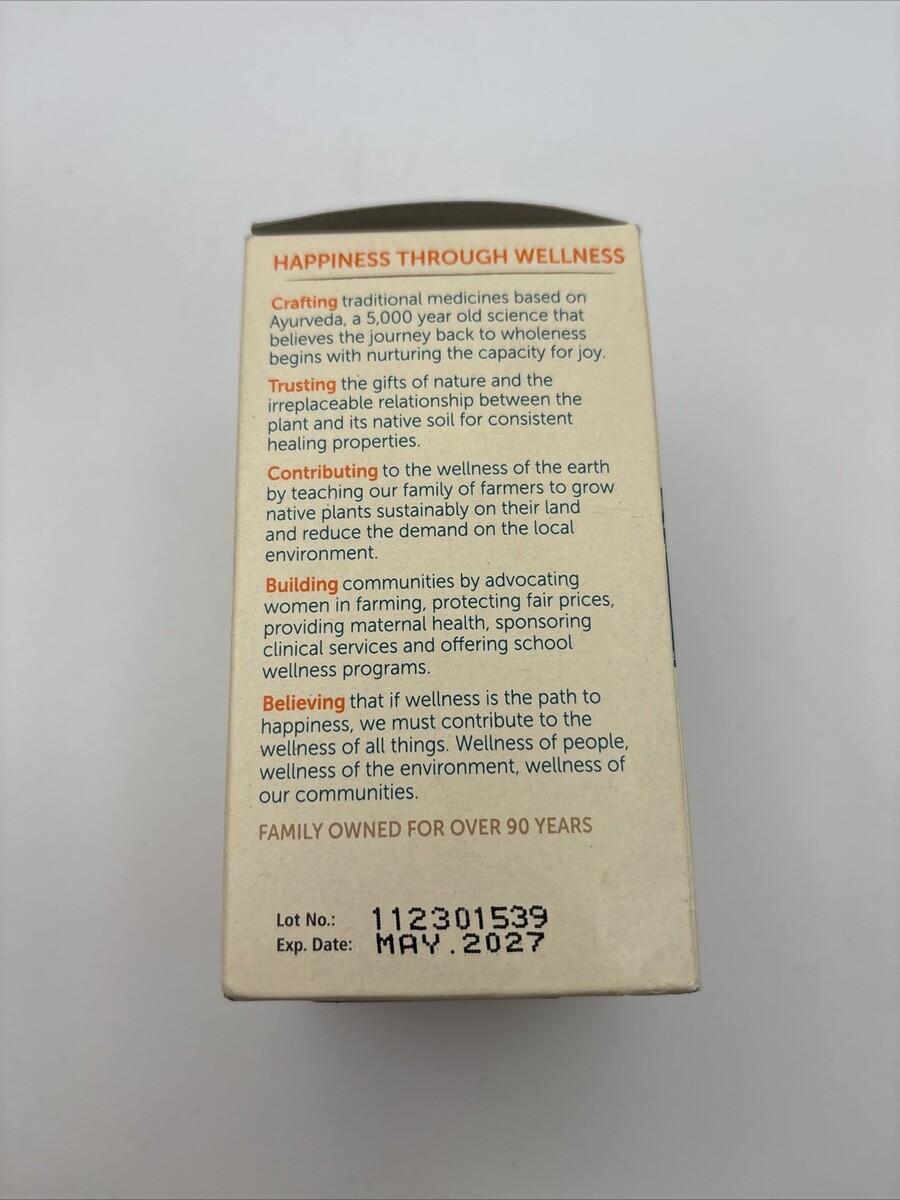 HAPPINESS THROUGH WELLNESS
Crafting traditional medicines based on
Ayurveda, a 5,000 year old science that
believes the journey back to wholeness
begins with nurturing the capacity for joy.
Trusting the gifts of nature and the
irreplaceable relationship between the
plant and its native soil for consistent
healing properties.
Contributing to the wellness of the earth
by teaching our family of farmers to grow
native plants sustainably on their land
and reduce the demand on the local
environment.
Building communities by advocating
women in farming, protecting fair prices,
providing maternal health, sponsoring
clinical services and offering school
wellness programs.
Believing that if wellness is the path to
happiness, we must contribute to the
wellness of all things. Wellness of people,
wellness of the environment, wellness of
our communities.
FAMILY OWNED FOR OVER 90 YEARS
Lot No.: 112301539
Exp. Date: MAY.2027